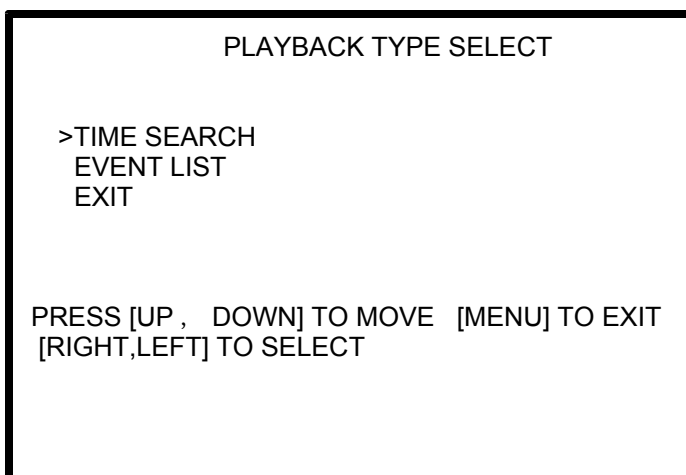 PLAYBACK TYPE SELECT
>TIME SEARCH
EVENT LIST
EXIT
PRESS [UP， DOWN] TO MOVE [MENU] TO EXIT
[RIGHT,LEFT] TO SELECT